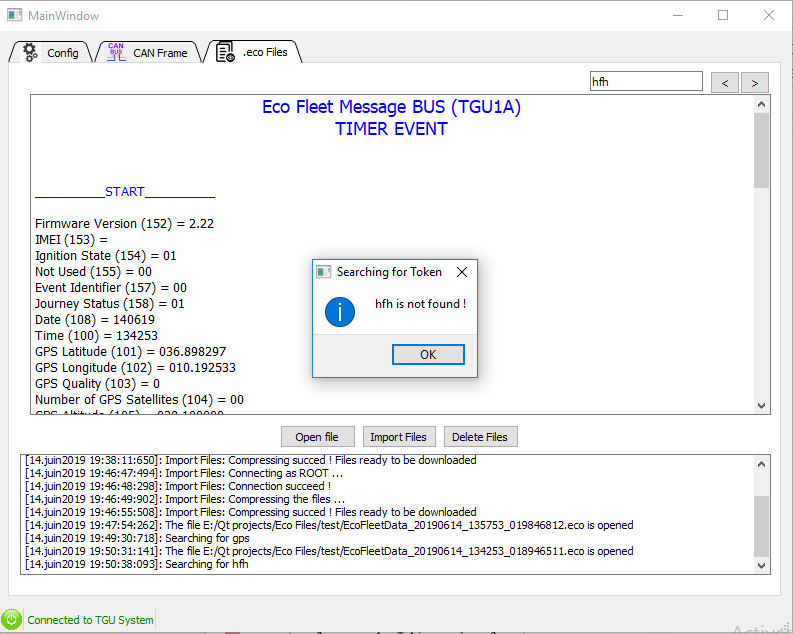 MainWindow
Config
CAN BUS
CAN Frame
.eco Files
hfh
<
>
Eco Fleet Message BUS (TGU1A)
TIMER EVENT
__________START__________
Firmware Version (152) = 2.22
IMEI (153) =
Ignition State (154) = 01
Not Used (155) = 00
Event Identifier (157) = 00
Journey Status (158) = 01
Date (108) = 140619
Time (100) = 134253
GPS Latitude (101) = 036.898297
GPS Longitude (102) = 010.192533
GPS Quality (103) = 0
Number of GPS Satellites (104) = 00
GPS Altitude (105) =
Searching for Token
hfh is not found !
OK
Open file
Import Files
Delete Files
[14.juin2019 19:38:11:650]: Import Files: Compressing succed ! Files ready to be downloaded
[14.juin2019 19:46:47:494]: Import Files: Connecting as ROOT ...
[14.juin2019 19:46:48:298]: Import Files: Connection succeed !
[14.juin2019 19:46:49:902]: Import Files: Compressing the files ...
[14.juin2019 19:46:55:508]: Import Files: Compressing succed ! Files ready to be downloaded
[14.juin2019 19:47:54:262]: The file E:/Qt projects/Eco Files/test/EcoFleetData_20190614_135753_019846812.eco is opened
[14.juin2019 19:49:30:718]: Searching for gps
[14.juin2019 19:50:31:141]: The file E:/Qt projects/Eco Files/test/EcoFleetData_20190614_134253_018946511.eco is opened
[14.juin2019 19:50:38:093]: Searching for hfh
Connected to TGU System